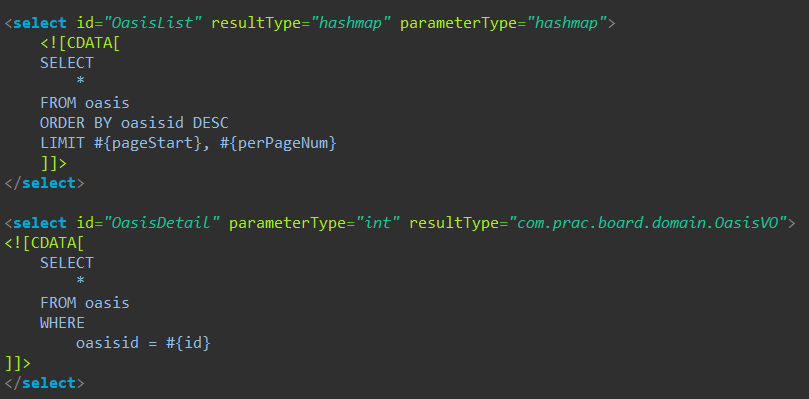 <select id="OasisList" resultType="hashmap" parameterType="hashmap">
    <![CDATA[
    SELECT
        *
    FROM oasis
    ORDER BY oasisid DESC
    LIMIT #{pageStart}, #{perPageNum}
    ]]>
</select>

<select id="OasisDetail" parameterType="int" resultType="com.prac.board.domain.OasisVO">
<![CDATA[
    SELECT
        *
    FROM oasis
    WHERE
        oasisid = #{id}
]]>
</select>